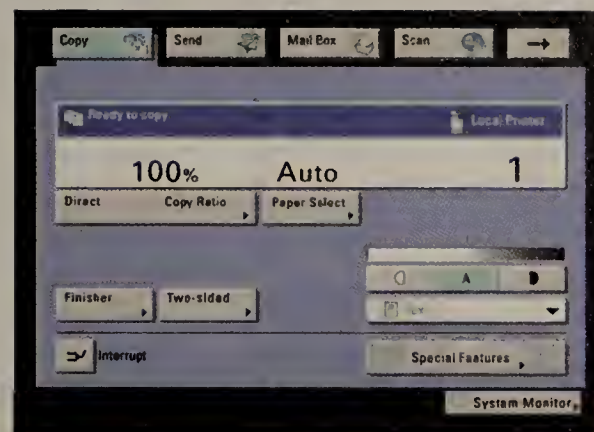 Copy Send Mail Box Scan
Ready to copy Local Printer
100% Auto 1
Direct Copy Ratio Paper Select
A
Finisher Two-sided
Interrupt Special Features
System Monitor